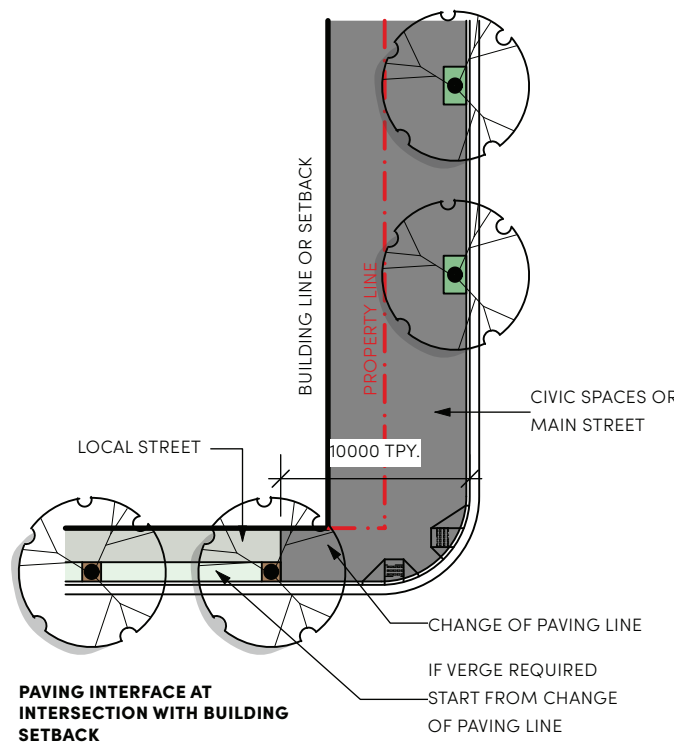 BUILDING LINE OR SETBACK
PROPERTY LINE
CIVIC SPACES OR
MAIN STREET
LOCAL STREET
10000 TPY.
CHANGE OF PAVING LINE
IF VERGE REQUIRED
START FROM CHANGE
OF PAVING LINE
PAVING INTERFACE AT
INTERSECTION WITH BUILDING
SETBACK